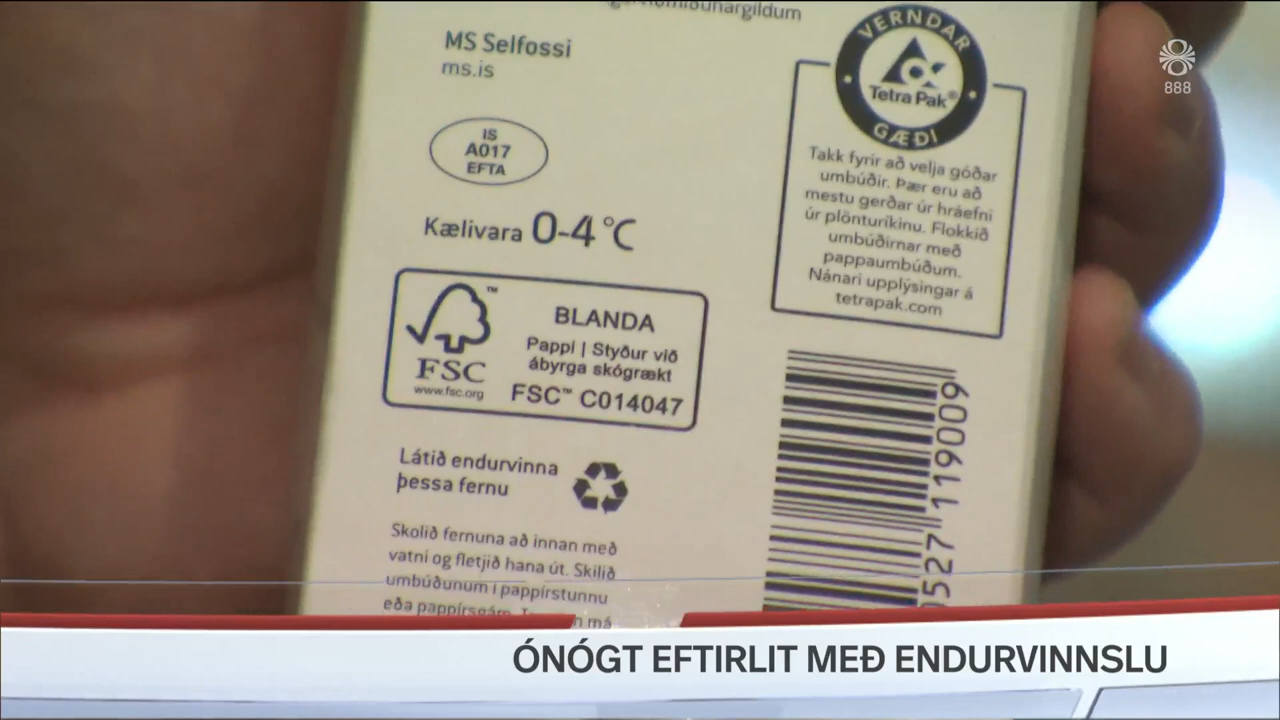 MS Selfossi
ms.is
IS
A017
EFTA
Kælivara 0-4°C
FSC
www.fsc.org
BLANDA
Pappi | Styður við
ábyrga skógrækt
FSC™ C014047
Látið endurvinna
þessa fernu
Skolið fernuna að innan með
vatni og fletjið hana út. Skilið
umbúðunum í pappírstunnu
eða
má
VERNDAR
Tetra Pak®
GÆÐI
Takk fyrir að velja góðar
umbúðir. Þær eru að
mestu gerðar úr hráefni
úr plönturíkinu. Flokkið
umbúðirnar með
pappaumbúðum.
Nánari upplýsingar á
tetrapak.com
527 119009
888
ÓNÓGT EFTIRLIT MEÐ ENDURVINNSLU